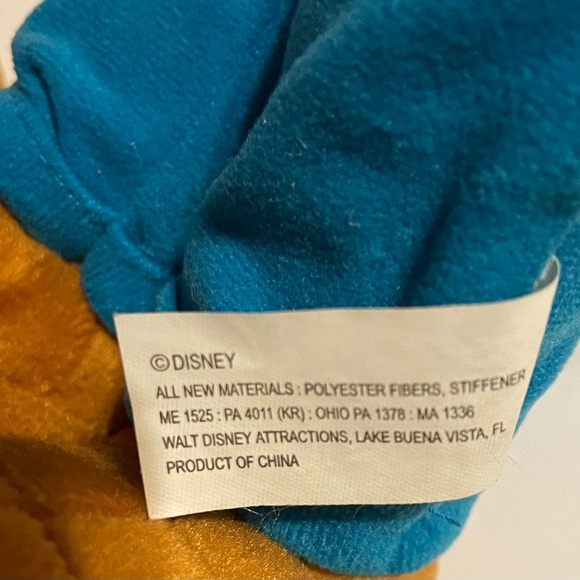 ©DISNEY
ALL NEW MATERIALS : POLYESTER FIBERS, STIFFENER
ME 1525 : PA 4011 (KR) : OHIO PA 1378 : MA 1336
WALT DISNEY ATTRACTIONS, LAKE BUENA VISTA, FL
PRODUCT OF CHINA